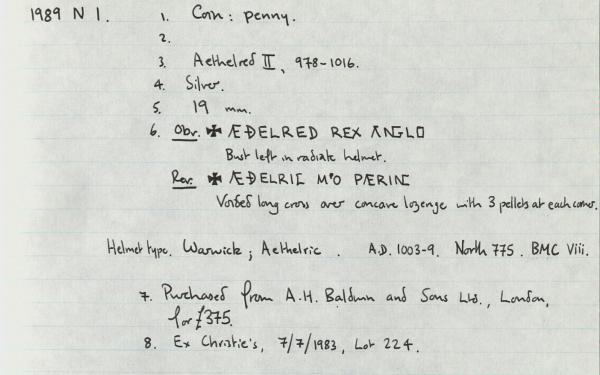 1989 N 1. 1. Coin: penny.
2.
3. Aethelred II, 978-1016.
4. Silver.
5. 19 mm.
6. Obv. ✠ ÆĐELRED REX ANGLO
Bust left in radiate helmet.
Rev. ✠ ÆĐELRIC M'O PÆRINC
Voided long cross over concave lozenge with 3 pellets at each corner.
Helmet type. Warwick; Aethelric. A.D. 1003-9. North 775. BMC Viii.
7. Purchased from A.H. Baldwin and Sons Ltd., London,
for £375.
8. Ex Christie's, 7/7/1983, Lot 224.